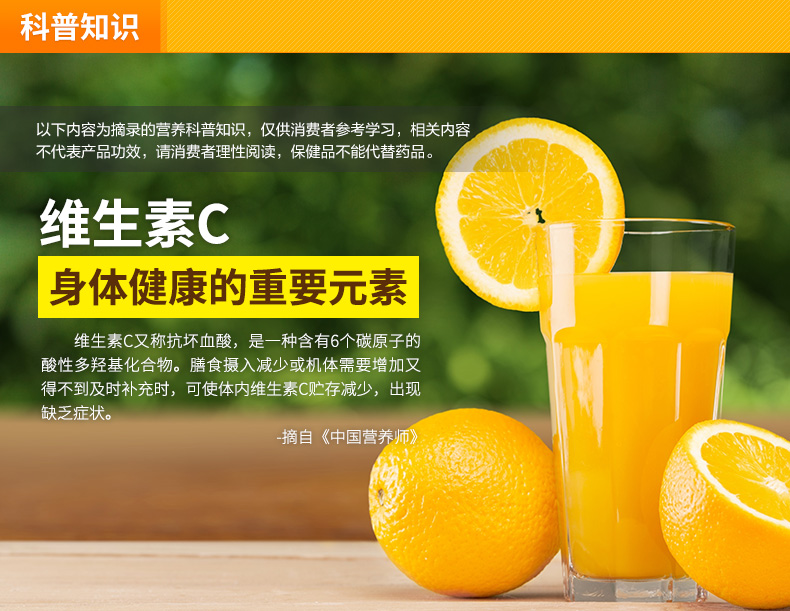 科普知识
以下内容为摘录的营养科普知识，仅供消费者参考学习，相关内容
不代表产品功效，请消费者理性阅读，保健品不能代替药品。
维生素C
身体健康的重要元素
维生素C又称抗坏血酸，是一种含有6个碳原子的
酸性多羟基化合物。膳食摄入减少或机体需要增加又
得不到及时补充时，可使体内维生素C贮存减少，出现
缺乏症状。
-摘自《中国营养师》